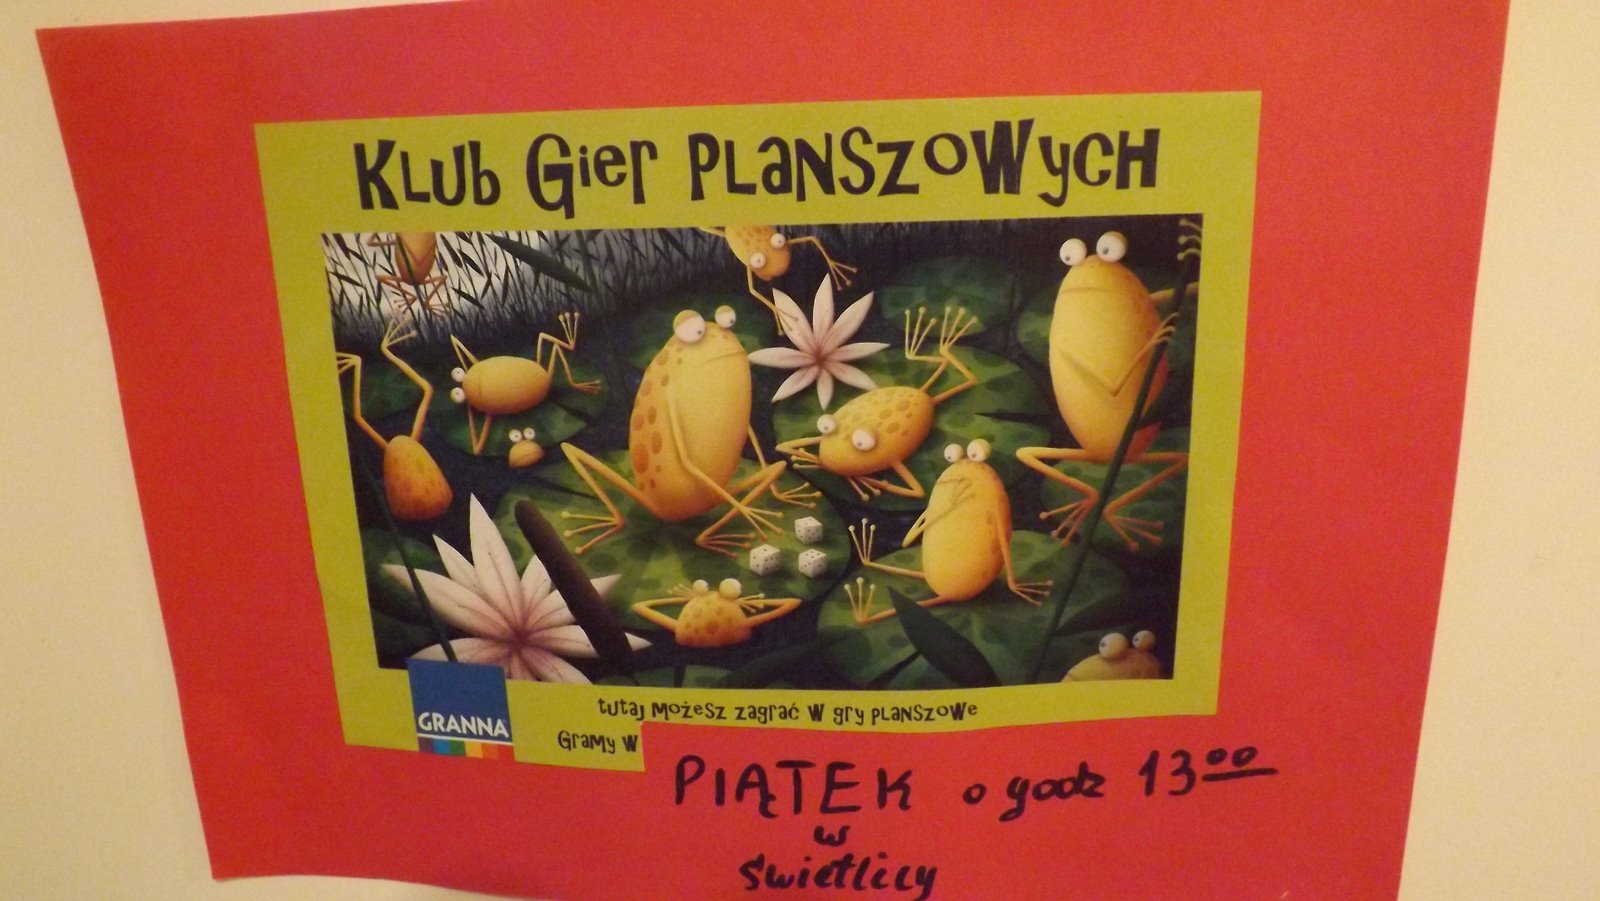 Klub Gier Planszowych
GRANNA
tutaj możesz zagrać w gry planszowe
Gramy w
PIĄTEK o godz 13 00
w
świetlicy